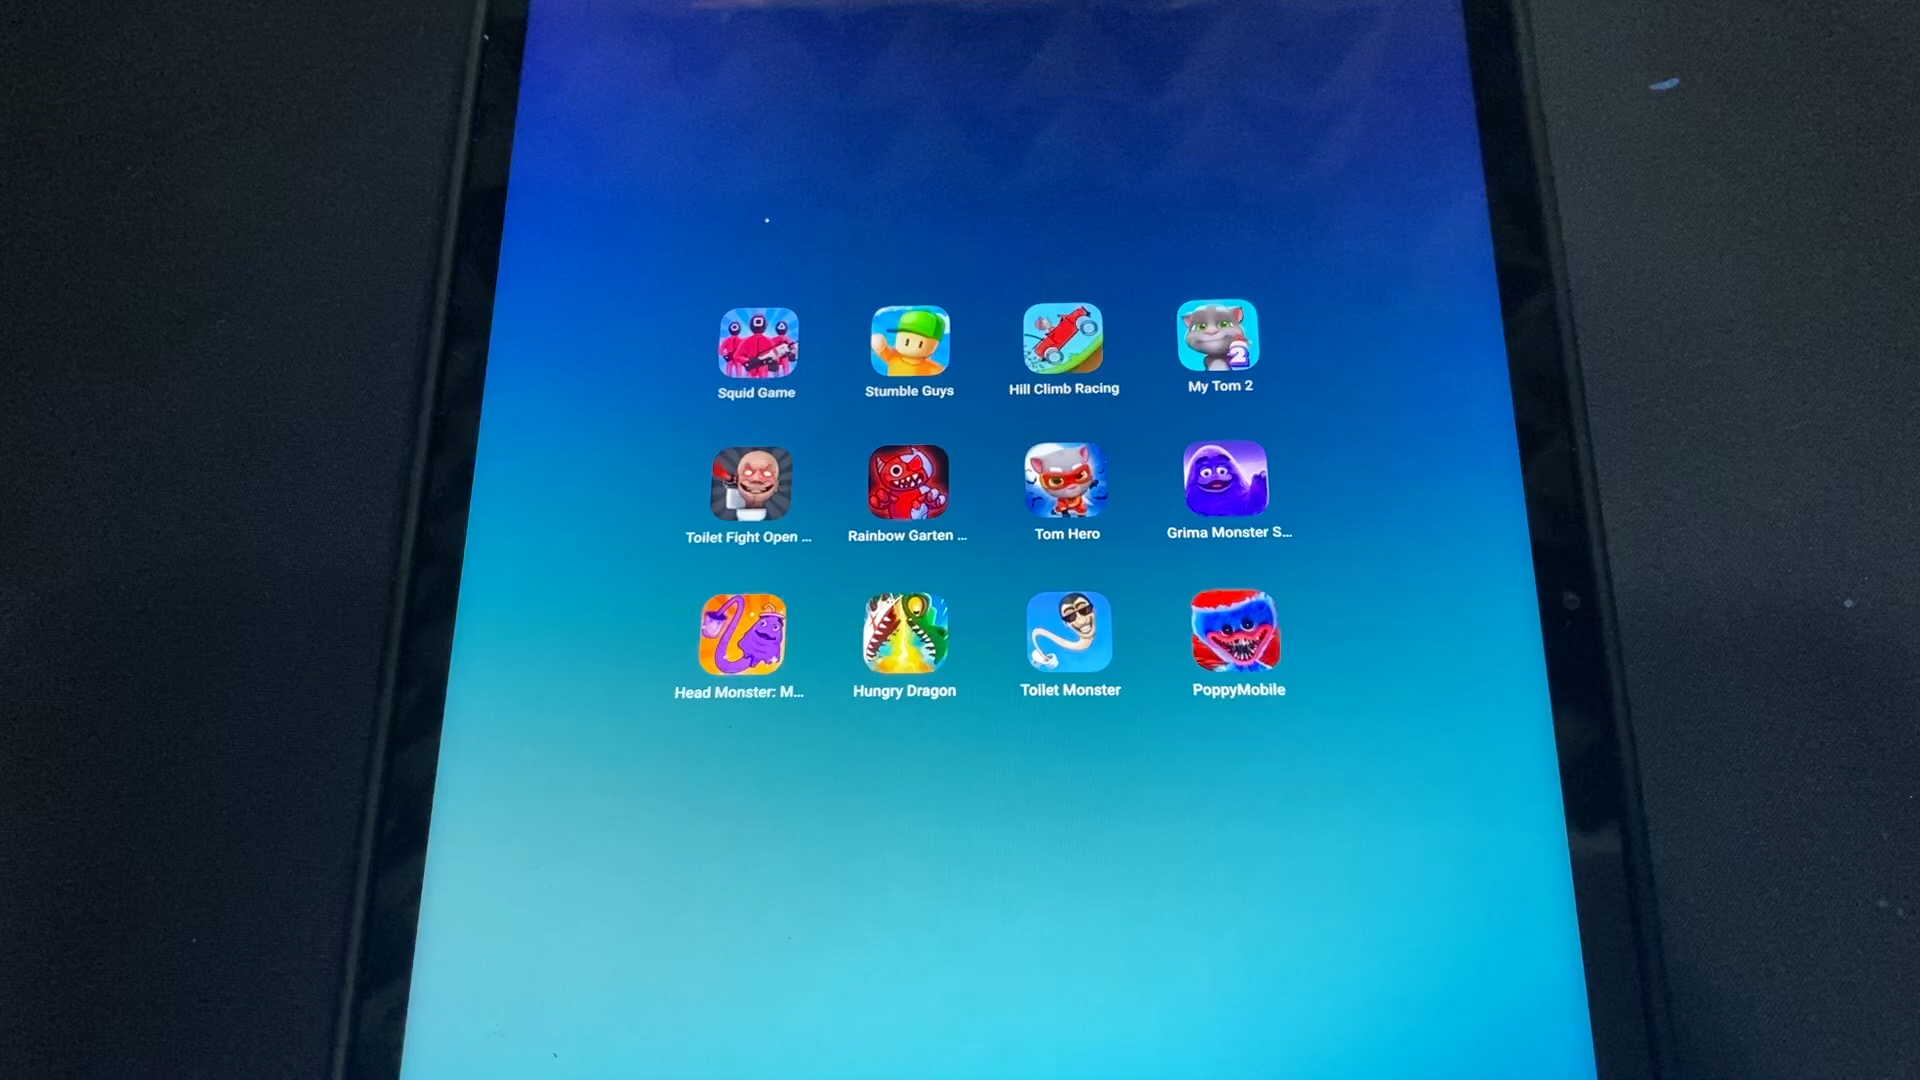 2
Squid Game
Stumble Guys
Hill Climb Racing
My Tom 2
Toilet Fight Open ...
Rainbow Garten ...
Tom Hero
Grima Monster S...
Head Monster: M...
Hungry Dragon
Toilet Monster
PoppyMobile